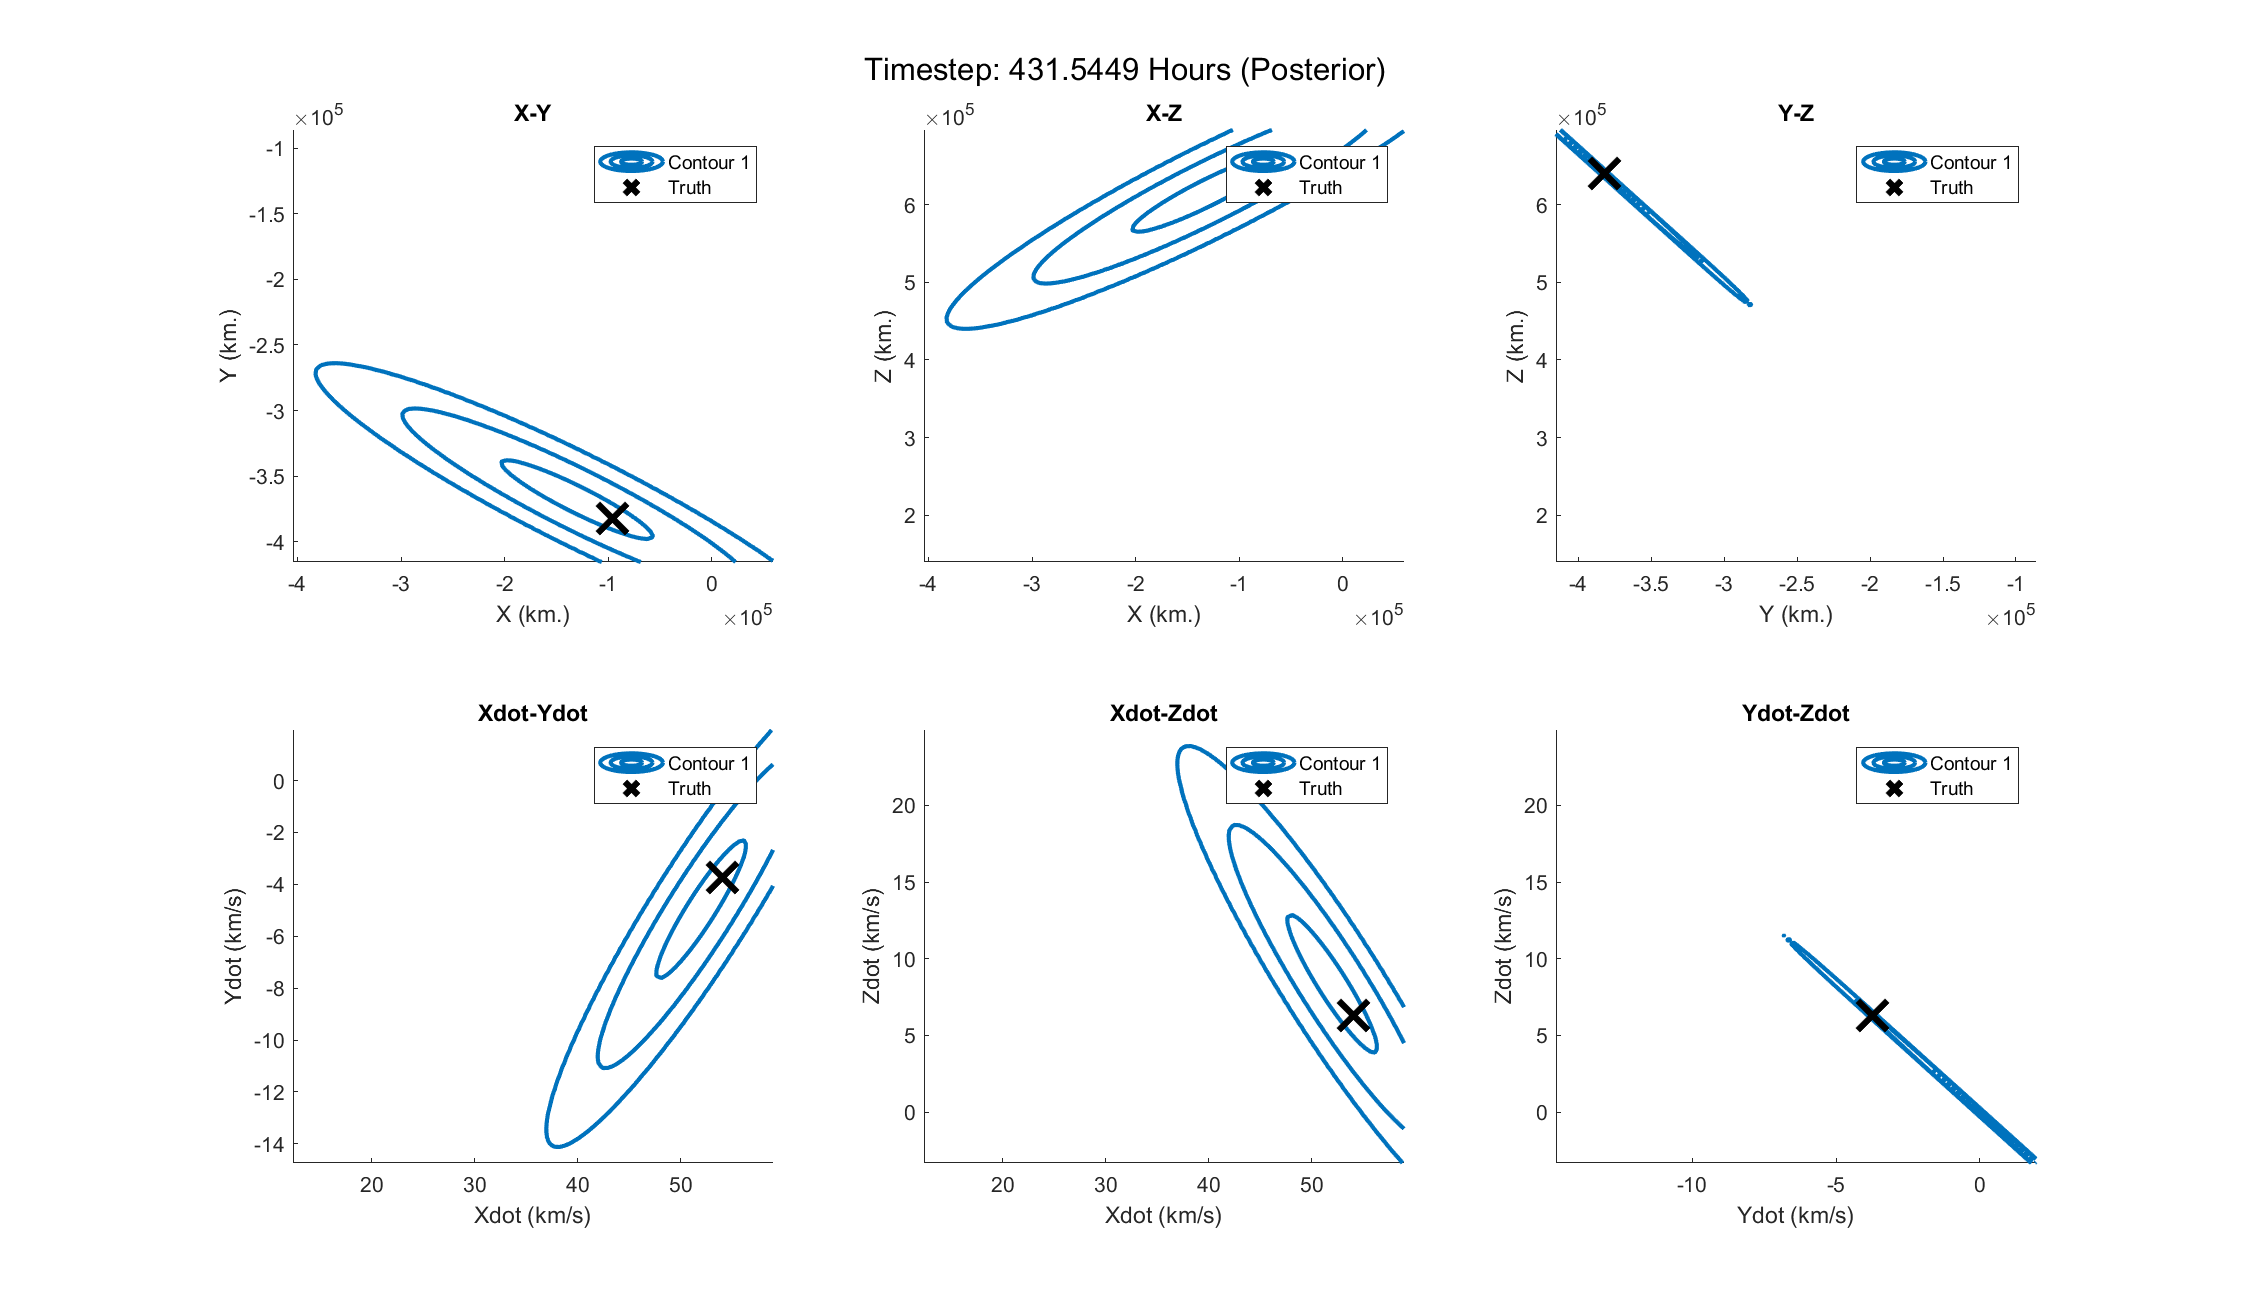 Timestep: 431.5449 Hours (Posterior)
X-Y
×10^5
Contour 1
Truth
-1
-1.5
-2
-2.5
-3
-3.5
-4
Y (km.)
-4 -3 -2 -1 0
X (km.)
×10^5
X-Z
×10^5
Contour 1
Truth
6
5
4
3
2
Z (km.)
-4 -3 -2 -1 0
X (km.)
×10^5
Y-Z
×10^5
Contour 1
Truth
6
5
4
3
2
Z (km.)
-4 -3.5 -3 -2.5 -2 -1.5 -1
Y (km.)
×10^5
Xdot-Ydot
Contour 1
Truth
0
-2
-4
-6
-8
-10
-12
-14
Ydot (km/s)
20 30 40 50
Xdot (km/s)
Xdot-Zdot
Contour 1
Truth
20
15
10
5
0
Zdot (km/s)
20 30 40 50
Xdot (km/s)
Ydot-Zdot
Contour 1
Truth
20
15
10
5
0
Zdot (km/s)
-10 -5 0
Ydot (km/s)